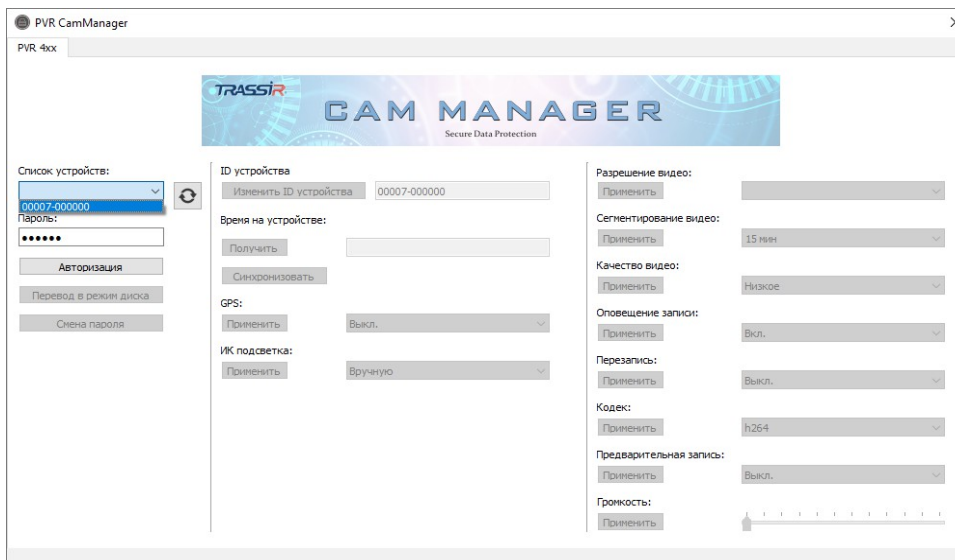 PVR CamManager
PVR 4xx
TRASSIR
CAM MANAGER
Secure Data Protection
Список устройств:
00007-000000
Пароль:
••••••
Авторизация
Перевод в режим диска
Смена пароля
ID устройства
Изменить ID устройства 00007-000000
Время на устройстве:
Получить
Синхронизовать
GPS:
Применить Выкл.
ИК подсветка:
Применить Вручную
Разрешение видео:
Применить
Сегментирование видео:
Применить 15 мин
Качество видео:
Применить Низкое
Оповещение записи:
Применить Вкл.
Перезапись:
Применить Выкл.
Кодек:
Применить h264
Предварительная запись:
Применить Выкл.
Громкость:
Применить